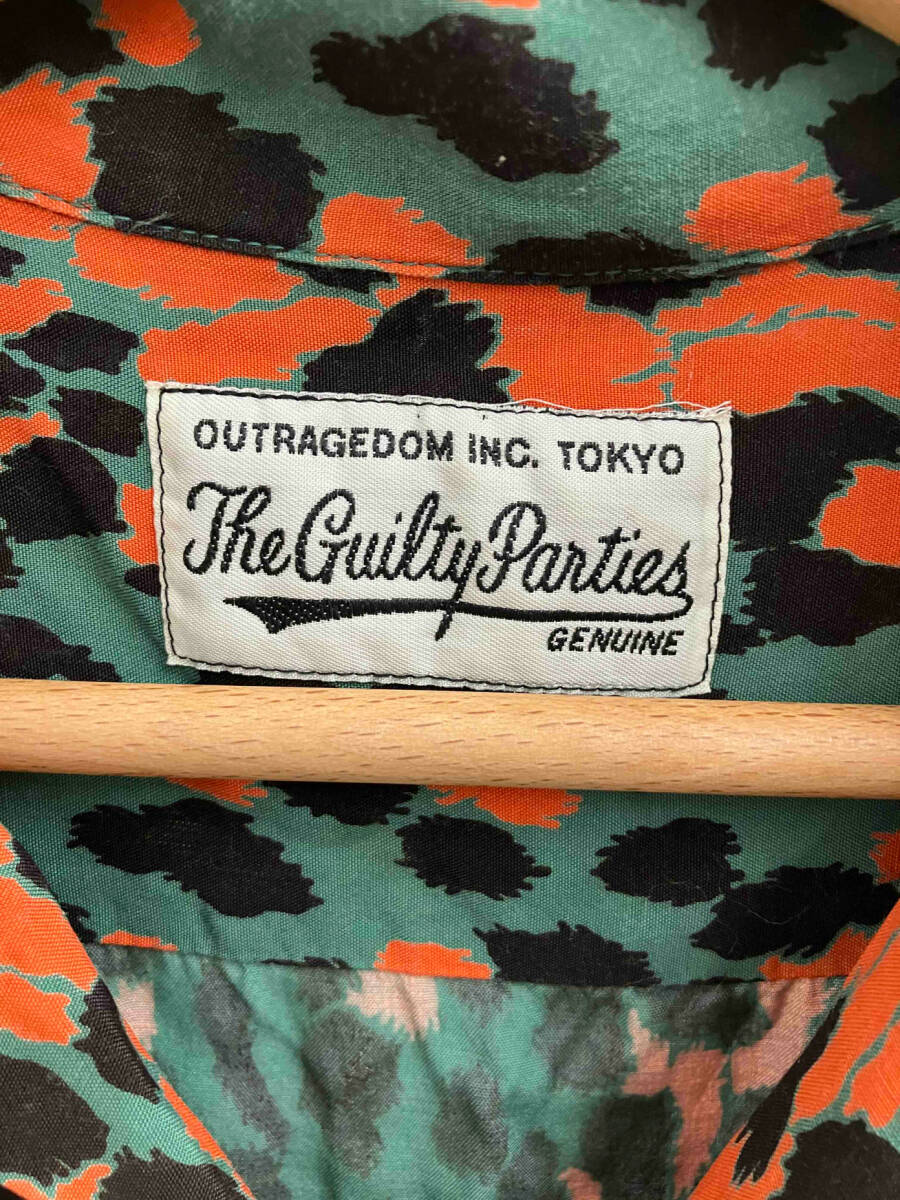 OUTRAGEDOM INC. TOKYO
The Guilty Parties
GENUINE